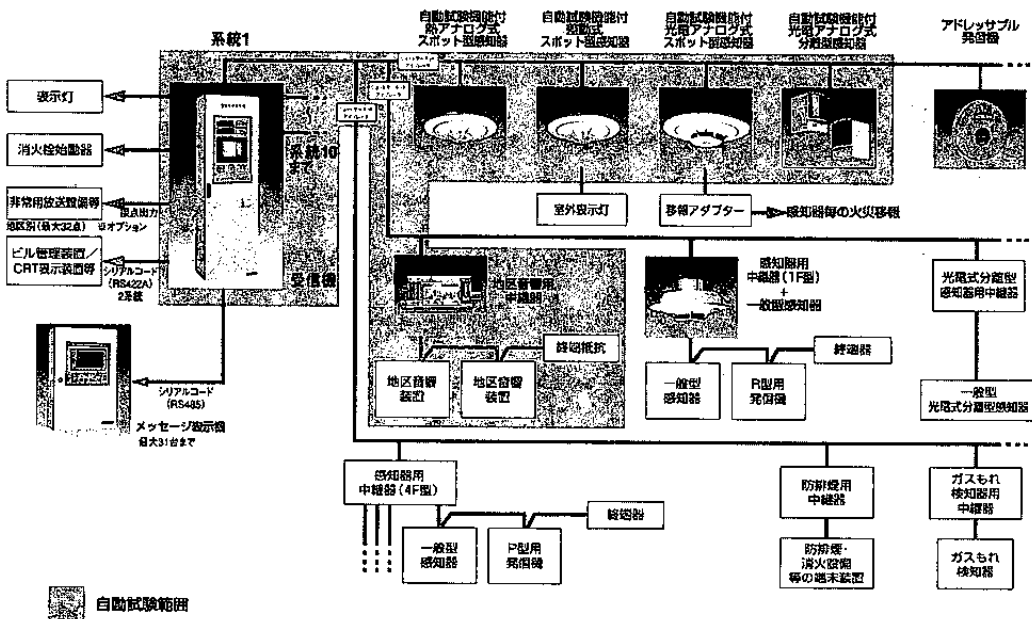 系統1
自動試験機能付
熱アナログ式
スポット型感知器
自動試験機能付
スポット型感知器
自動試験機能付
光電アナログ式
スポット型感知器
自動試験機能付
光電アナログ式
分離型感知器
アドレッサブル
発信機
表示灯
消火栓始動器
系統10
まで
非常用放送設備等
接点出力
地区別(最大32点)
オプション
ビル管理装置/
CRT表示装置等
シリアルコード
(RS422A)
2系統
受信機
室外表示灯
移報アダプター
感知器毎の火災移報
地区音響用
中継器
感知器用
中継器(1F型)
+
一般型感知器
光電式分離型
感知器用中継器
終端抵抗
地区音響
装置
地区音響
装置
終端器
一般型
感知器
P型用
発信機
一般型
光電式分離型感知器
シリアルコード
(RS485)
メッセージ表示機
最大31台まで
感知器用
中継器(4F型)
終端器
一般型
感知器
P型用
発信機
防排煙用
中継器
防排煙・
消火設備
等の端末装置
ガスもれ
検知器用
中継器
ガスもれ
検知器
自動試験範囲